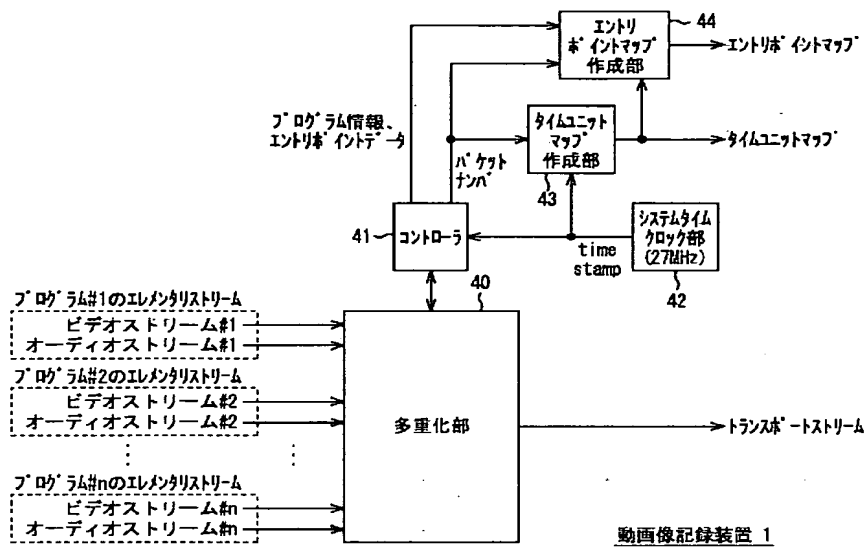 44
エントリ
ポイントマップ
作成部
エントリポイントマップ
プログラム情報、
エントリポイントデータ
タイムユニット
マップ
作成部
タイムユニットマップ
パケット
ナンバ
43
41
コントローラ
time
stamp
システムタイム
クロック部
(27MHz)
42
40
プログラム#1のエレメンタリストリーム
ビデオストリーム#1
オーディオストリーム#1
プログラム#2のエレメンタリストリーム
ビデオストリーム#2
オーディオストリーム#2
多重化部
トランスポートストリーム
プログラム#nのエレメンタリストリーム
ビデオストリーム#n
オーディオストリーム#n
動画像記録装置 1